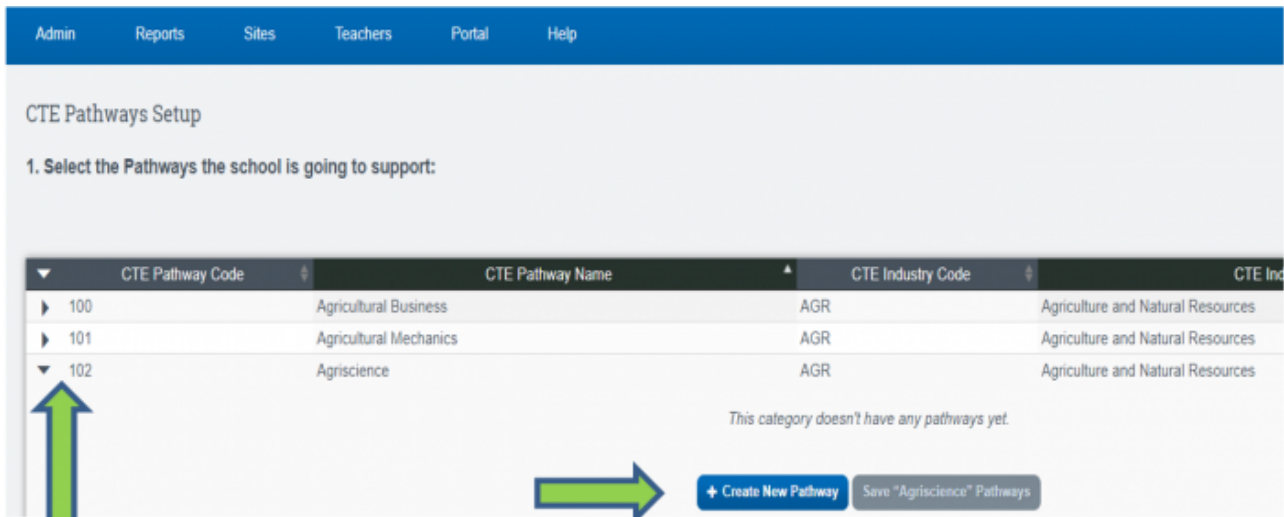 Admin Reports Sites Teachers Portal Help
CTE Pathways Setup
1. Select the Pathways the school is going to support:
CTE Pathway Code CTE Pathway Name CTE Industry Code CTE Ind
100 Agricultural Business AGR Agriculture and Natural Resources
101 Agricultural Mechanics AGR Agriculture and Natural Resources
102 Agriscience AGR Agriculture and Natural Resources
This category doesn't have any pathways yet.
+ Create New Pathway Save "Agriscience" Pathways